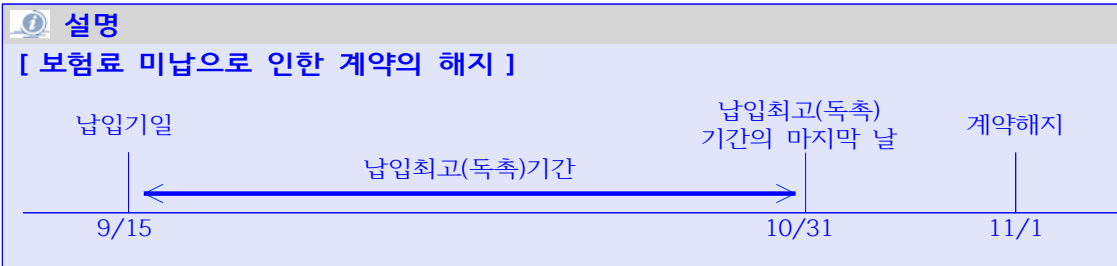 설명
[ 보험료 미납으로 인한 계약의 해지 ]
납입기일
납입최고(독촉)
기간의 마지막 날
계약해지
납입최고(독촉)기간
9/15
10/31
11/1